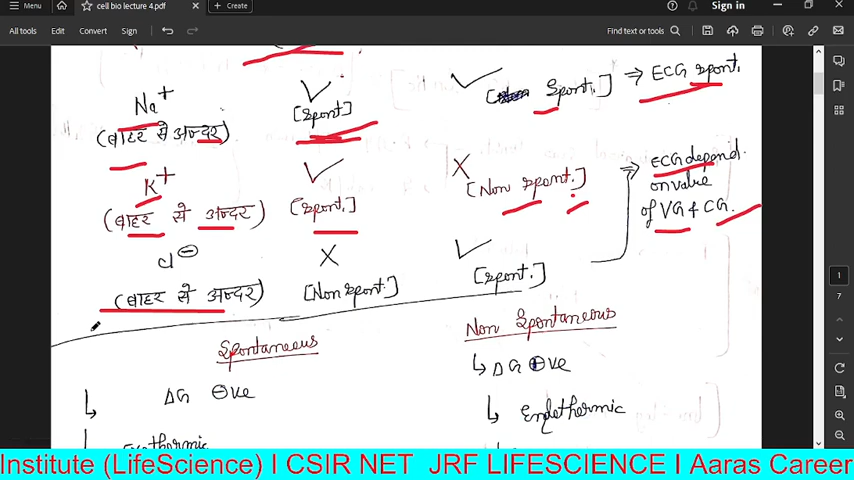 cell bio lecture 4.pdf
Create
Sign in
All tools Edit Convert Sign
Find text or tools
Na+ [Spont] [Spont.] ⇒ ECG spont.
(बाहर से अन्दर)
K+ [Spont.] [Non spont.] ⇒ ECG depend.
(बाहर से अन्दर) on value
of VG & CG.
Cl⊖ X
(बाहर से अन्दर) [Non spont.] [spont.]
Spontaneous Non Spontaneous
ΔG ⊖ve ↳ ΔG ⊕ve
↳ ↳ Endothermic
Exothermic
1
7
Institute (LifeScience) I CSIR NET JRF LIFESCIENCE I Aaras Career